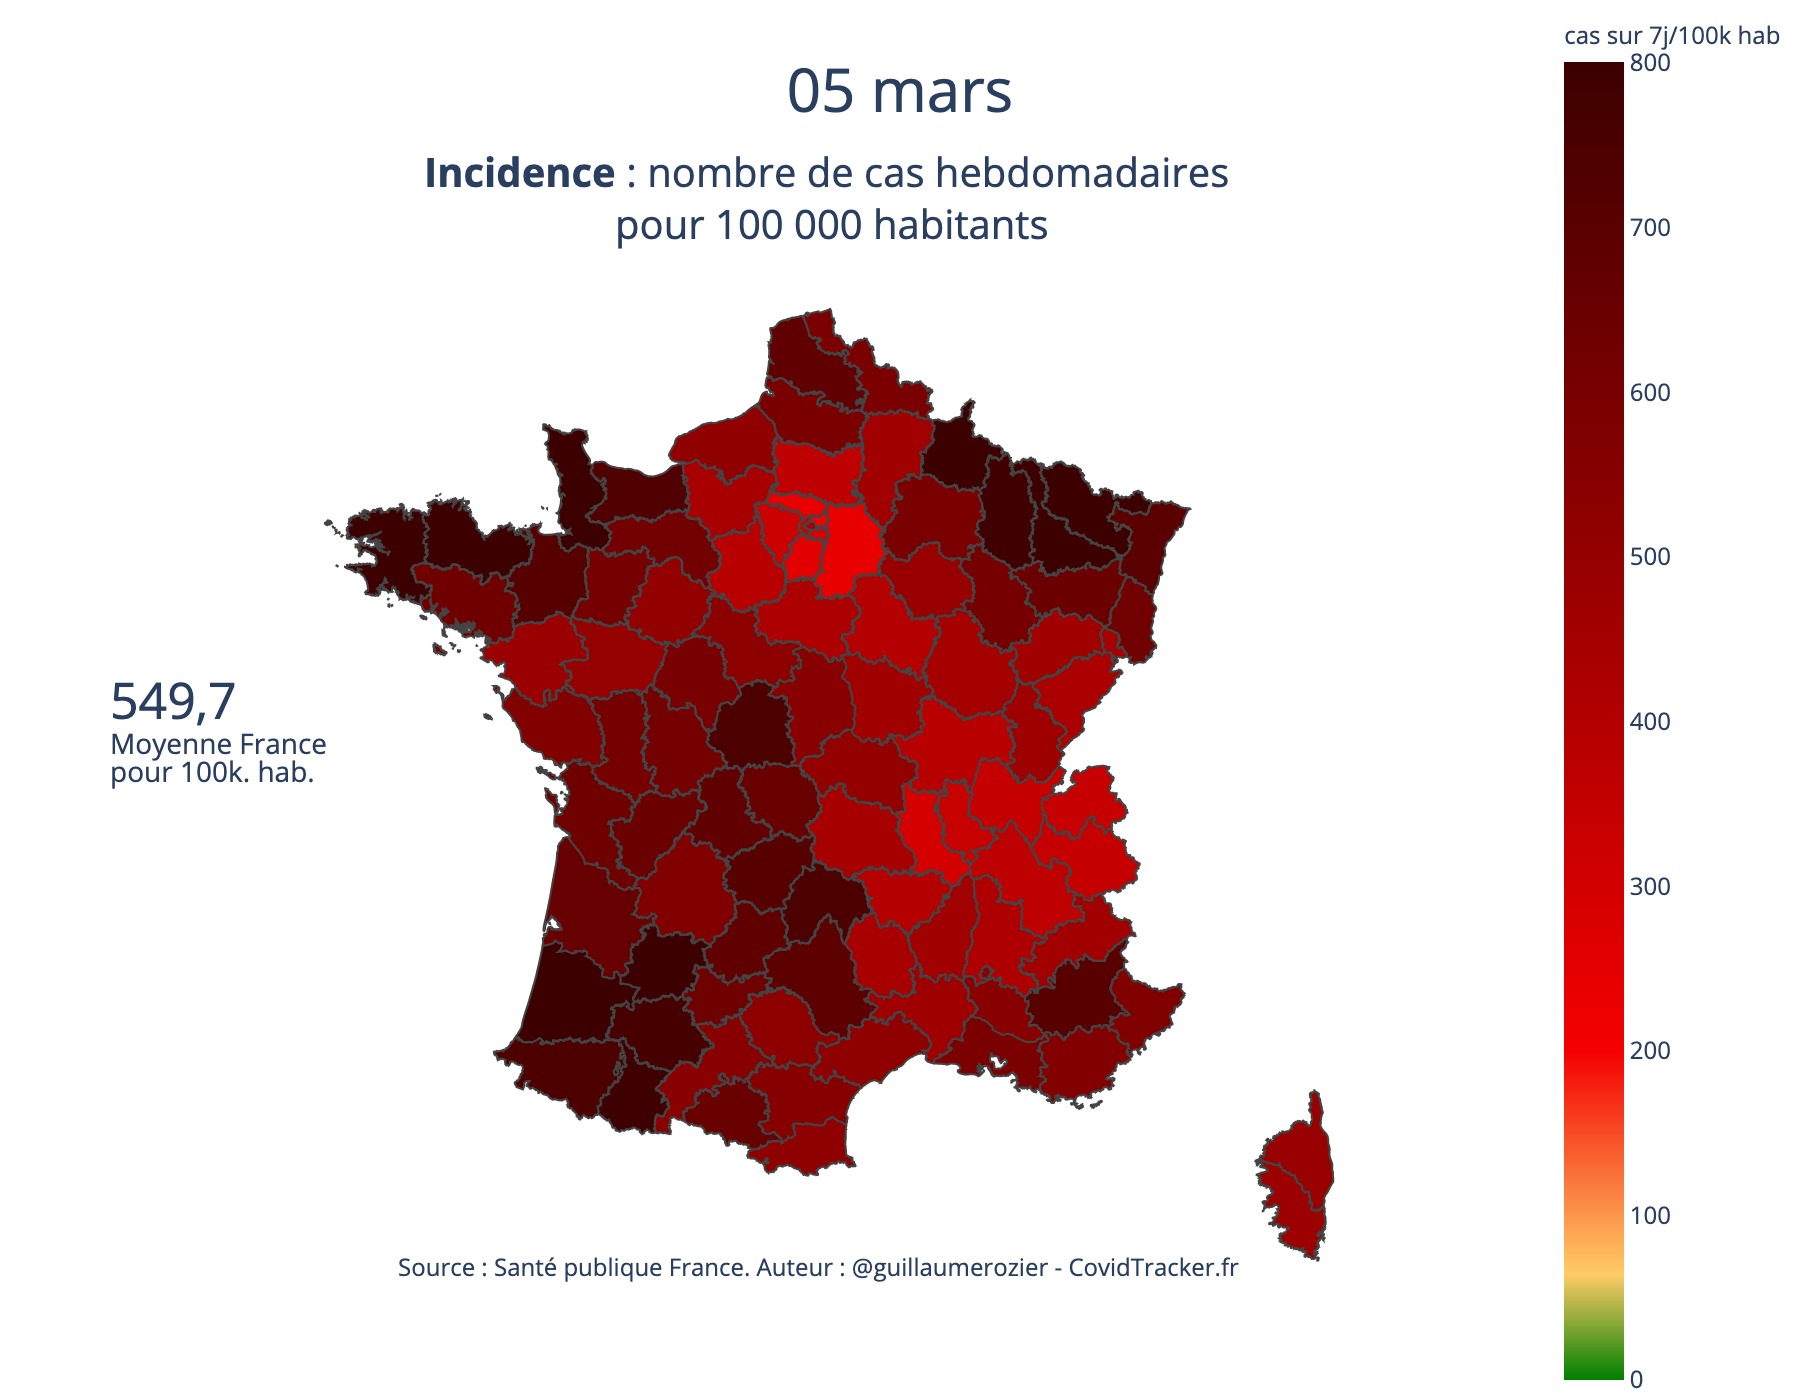 cas sur 7j/100k hab
05 mars
Incidence : nombre de cas hebdomadaires
pour 100 000 habitants
549,7
Moyenne France
pour 100k. hab.
800
700
600
500
400
300
200
100
0
Source : Santé publique France. Auteur : @guillaumerozier - CovidTracker.fr